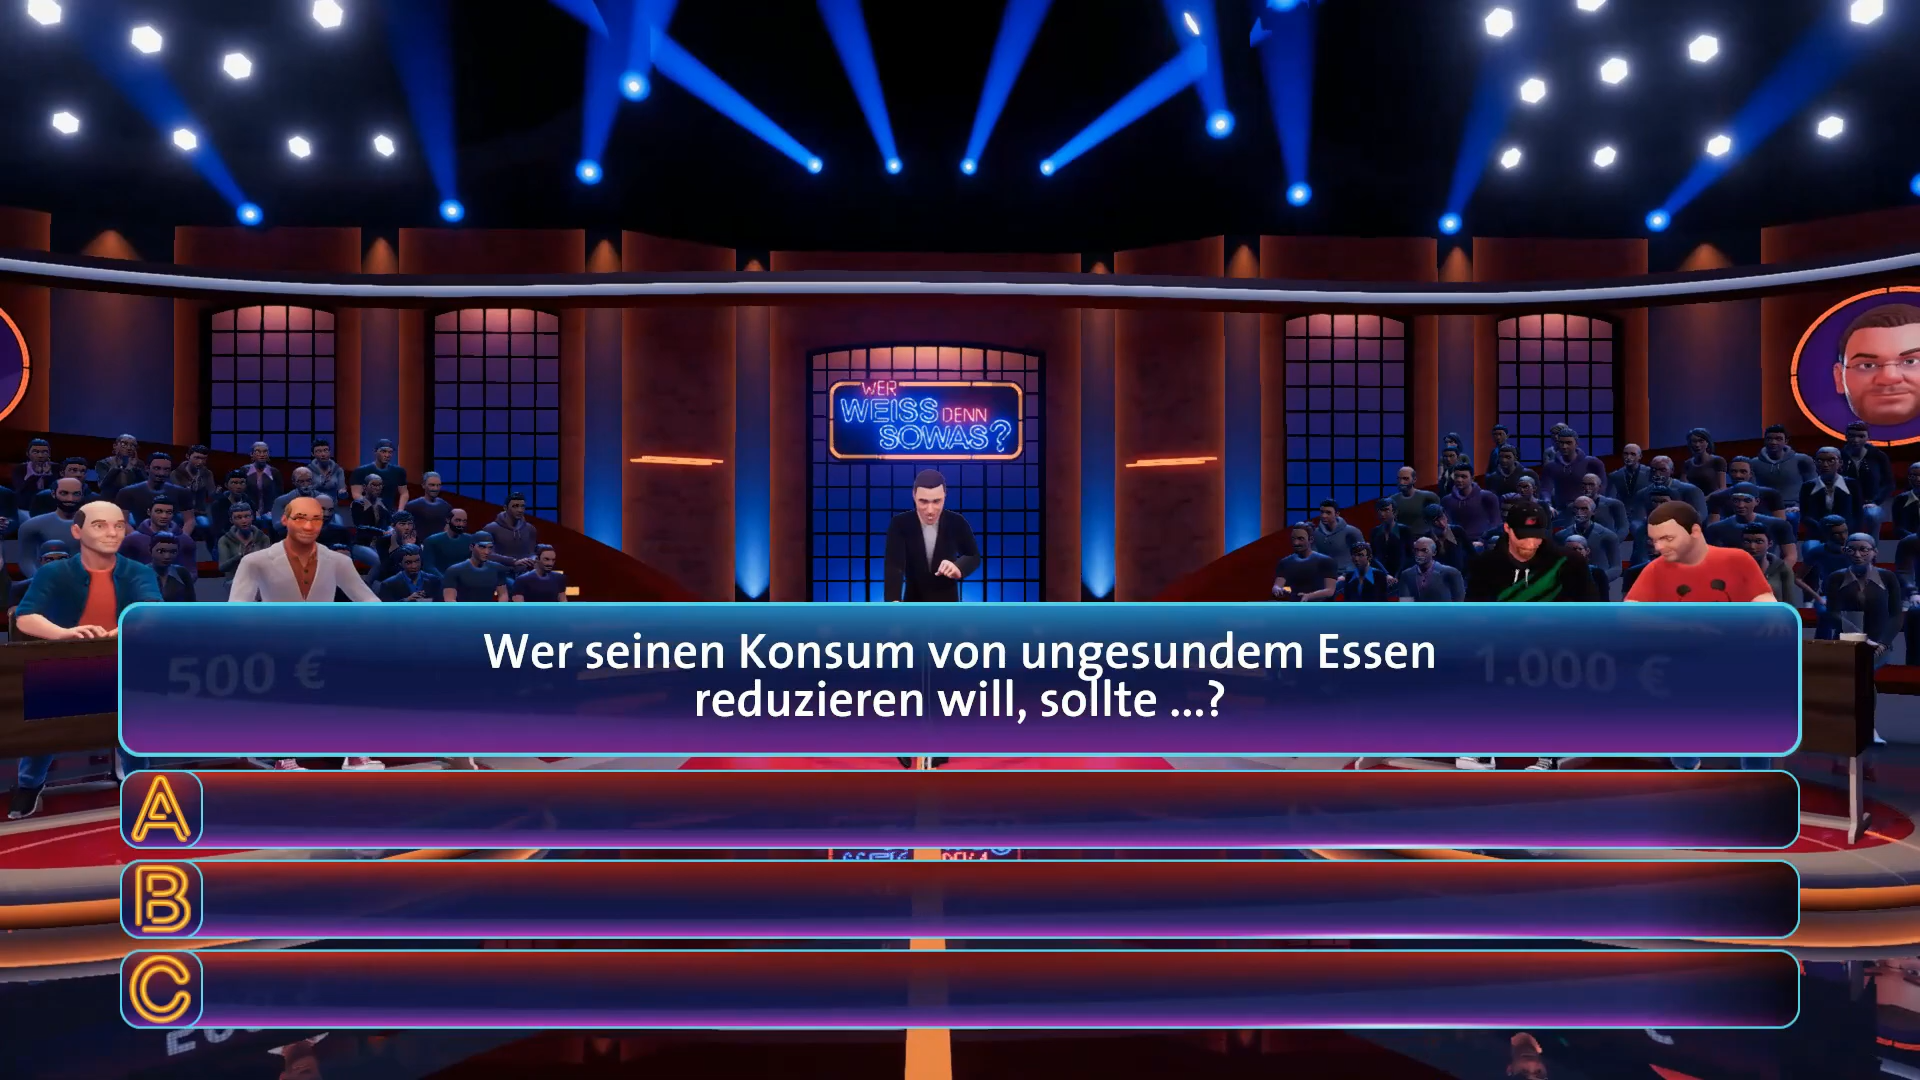 WER
WEISS DENN
SOWAS?
Wer seinen Konsum von ungesundem Essen
reduzieren will, sollte ...?
500 €
1.000 €
A
B
C